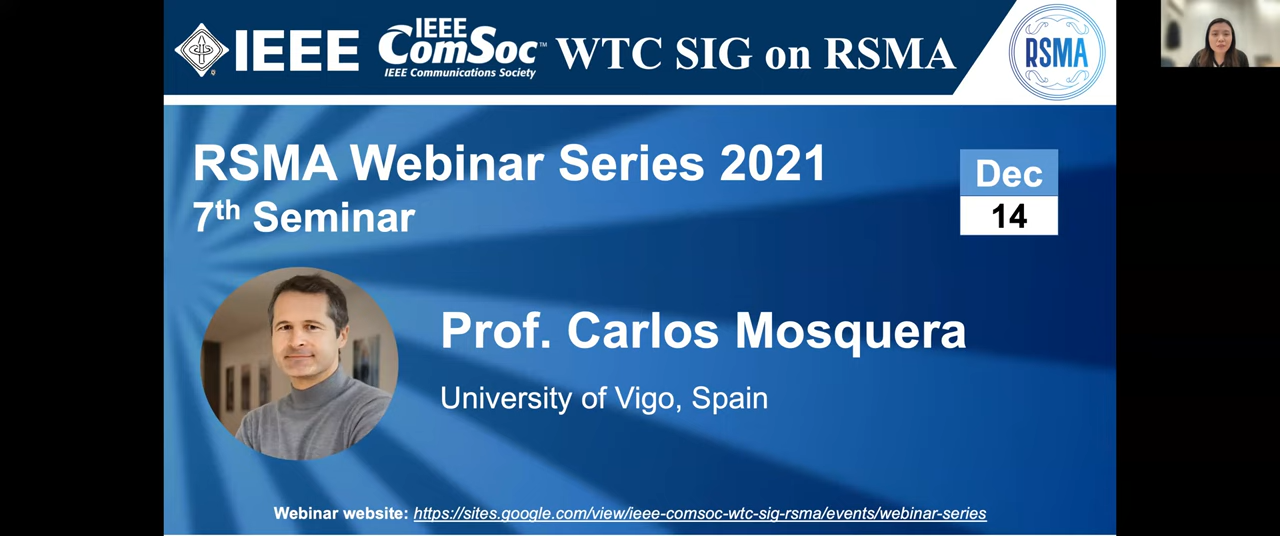 IEEE
IEEE
ComSoc™
IEEE Communications Society
WTC SIG on RSMA
RSMA
RSMA Webinar Series 2021
7th Seminar
Dec
14
Prof. Carlos Mosquera
University of Vigo, Spain
Webinar website: https://sites.google.com/view/ieee-comsoc-wtc-sig-rsma/events/webinar-series